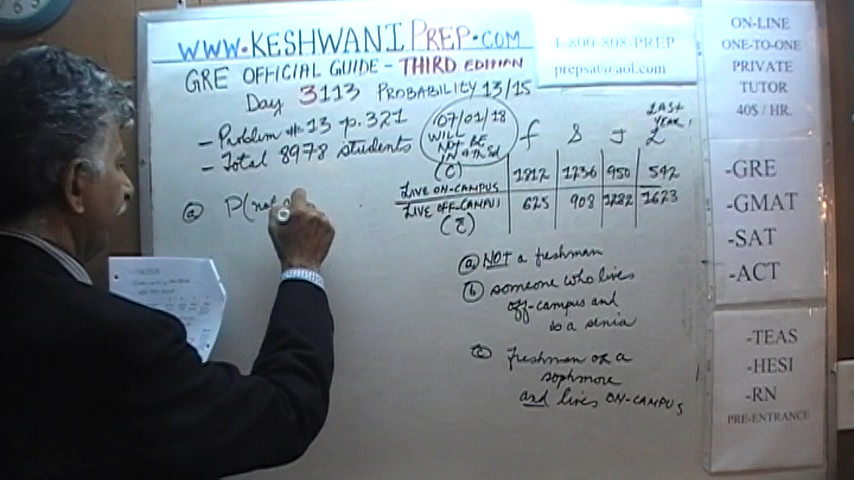 WWW.KESHWANIPREP.COM
GRE OFFICIAL GUIDE - THIRD EDITION
Day 3113 PROBABILITY 13/15
1-800-808-PREP
prepsat@aol.com
- Problem # 13 p. 321
- Total 8978 students
07/01/18
WILL
NOT BE
IN 4th Ed
LAST
YEAR!
f S J L
(C)
LIVE ON-CAMPUS 1812 1236 950 542
LIVE OFF-CAMPUS 625 908 1282 1623
(C̅)
ⓐ P(not
ⓐ NOT a freshman
ⓑ someone who lives
off-campus and
is a senior
ⓒ freshman or a
sophmore
and lives ON-CAMPUS
ON-LINE
ONE-TO-ONE
PRIVATE
TUTOR
40$ / HR.
-GRE
-GMAT
-SAT
-ACT
-TEAS
-HESI
-RN
PRE-ENTRANCE